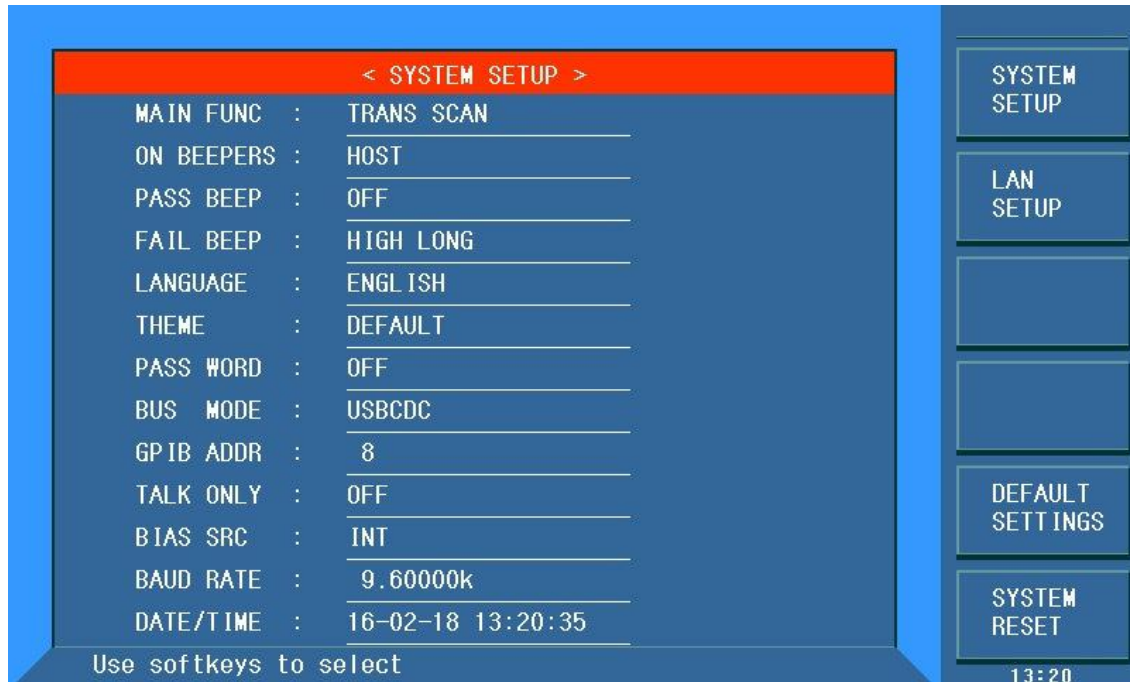 < SYSTEM SETUP >
MAIN FUNC : TRANS SCAN
ON BEEPERS : HOST
PASS BEEP : OFF
FAIL BEEP : HIGH LONG
LANGUAGE : ENGLISH
THEME : DEFAULT
PASS WORD : OFF
BUS MODE : USBCDC
GPIB ADDR : 8
TALK ONLY : OFF
BIAS SRC : INT
BAUD RATE : 9.60000k
DATE/TIME : 16-02-18 13:20:35
Use softkeys to select
SYSTEM
SETUP
LAN
SETUP
DEFAULT
SETTINGS
SYSTEM
RESET
13:20